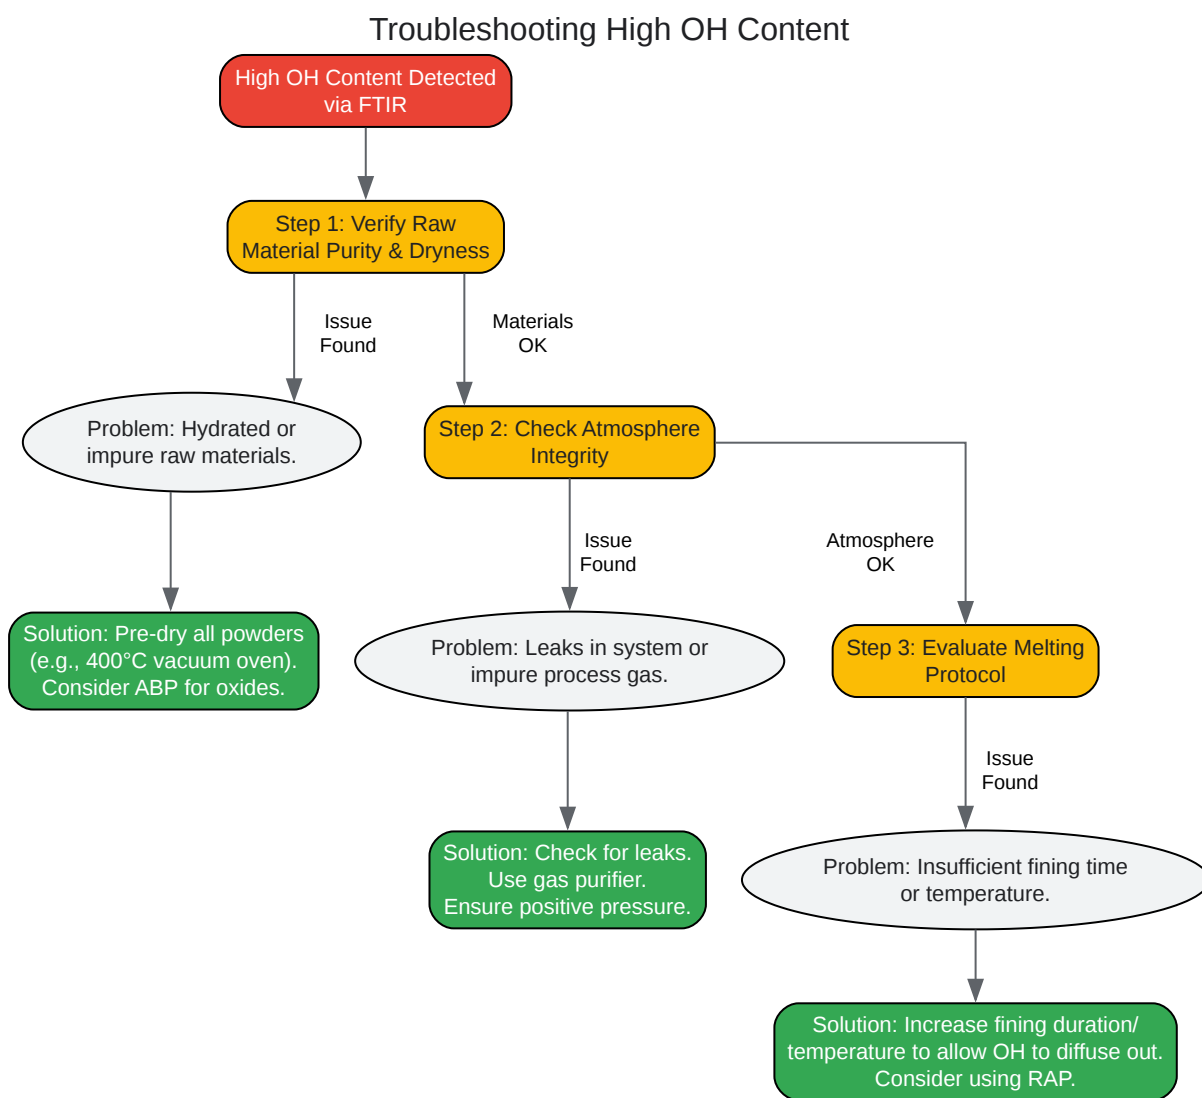 Troubleshooting High OH Content
High OH Content Detected
via FTIR
Step 1: Verify Raw
Material Purity & Dryness
Issue
Found
Materials
OK
Problem: Hydrated or
impure raw materials.
Step 2: Check Atmosphere
Integrity
Issue
Found
Atmosphere
OK
Solution: Pre-dry all powders
(e.g., 400°C vacuum oven).
Consider ABP for oxides.
Problem: Leaks in system or
impure process gas.
Step 3: Evaluate Melting
Protocol
Issue
Found
Solution: Check for leaks.
Use gas purifier.
Ensure positive pressure.
Problem: Insufficient fining time
or temperature.
Solution: Increase fining duration/
temperature to allow OH to diffuse out.
Consider using RAP.